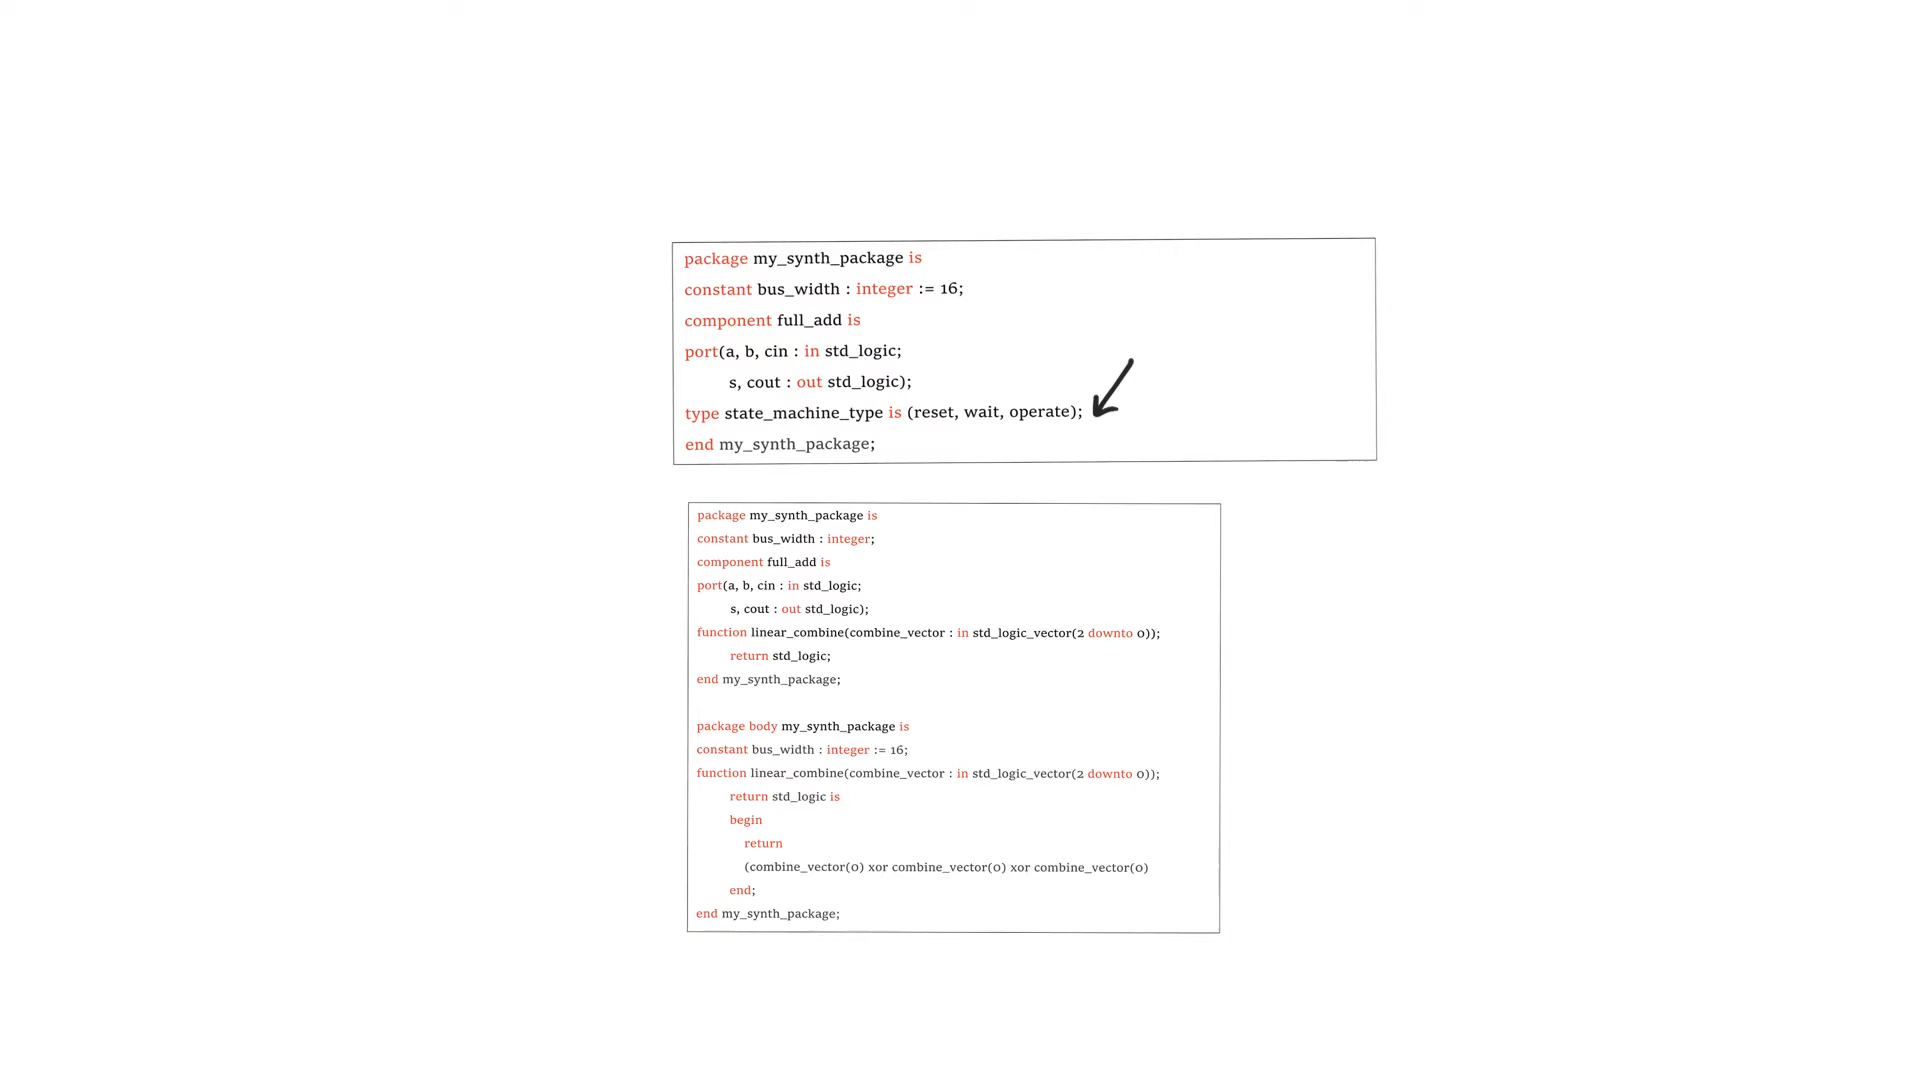 package my_synth_package is
constant bus_width : integer := 16;
component full_add is
port(a, b, cin : in std_logic;
s, cout : out std_logic);
type state_machine_type is (reset, wait, operate);
end my_synth_package;
package my_synth_package is
constant bus_width : integer;
component full_add is
port(a, b, cin : in std_logic;
s, cout : out std_logic);
function linear_combine(combine_vector : in std_logic_vector(2 downto 0));
return std_logic;
end my_synth_package;
package body my_synth_package is
constant bus_width : integer := 16;
function linear_combine(combine_vector : in std_logic_vector(2 downto 0));
return std_logic is
begin
return
(combine_vector(0) xor combine_vector(0) xor combine_vector(0)
end;
end my_synth_package;